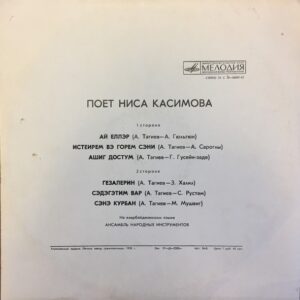 МЕЛОДИЯ
ПОЕТ НИСА КАСИМОВА
1 сторона
АЙ ЕЛЛЭР (А. Тагиев—А. Гюльтен)
ИСТЕИРЕМ ВЭ ГОРЕМ СЭНИ (А. Тагиев—А. Саротлы)
АШИГ ДОСТУМ (А. Тагиев—Г. Гусейн-заде)
2 сторона
ГЕЗАЛЕРИН (А. Тагиев—З. Халил)
СЭДЭГЭТИМ ВАР (А. Тагиев—С. Рустам)
СЭНЭ КУРБАН (А. Тагиев—М. Мушвиг)
На азербайджанском языке
АНСАМБЛЬ НАРОДНЫХ ИНСТРУМЕНТОВ